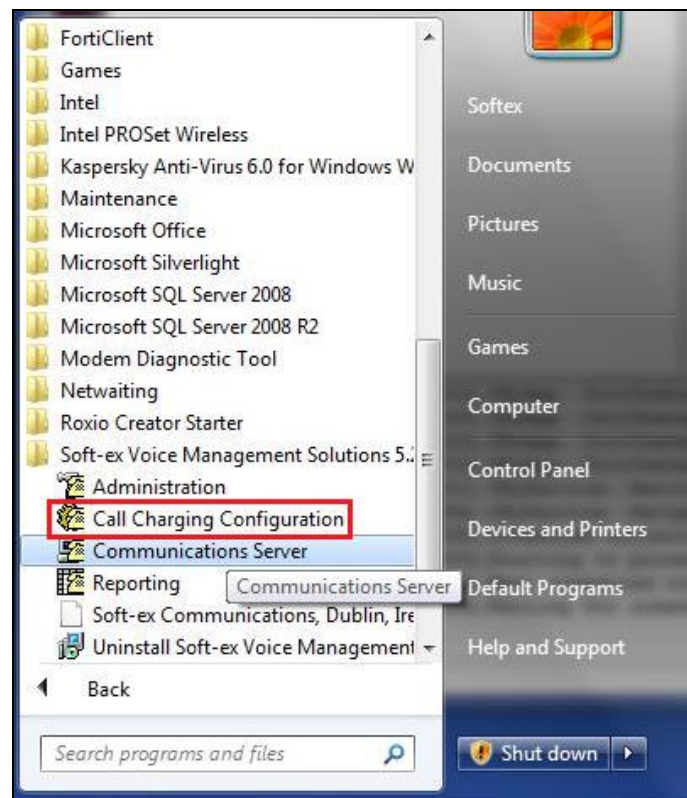 FortiClient
Games
Intel
Intel PROSet Wireless
Kaspersky Anti-Virus 6.0 for Windows W
Maintenance
Microsoft Office
Microsoft Silverlight
Microsoft SQL Server 2008
Microsoft SQL Server 2008 R2
Modem Diagnostic Tool
Netwaiting
Roxio Creator Starter
Soft-ex Voice Management Solutions 5.2
Administration
Call Charging Configuration
Communications Server
Reporting
Communications Server
Soft-ex Communications, Dublin, Ire
Uninstall Soft-ex Voice Management
Back
Search programs and files
Softex
Documents
Pictures
Music
Games
Computer
Control Panel
Devices and Printers
Default Programs
Help and Support
Shut down